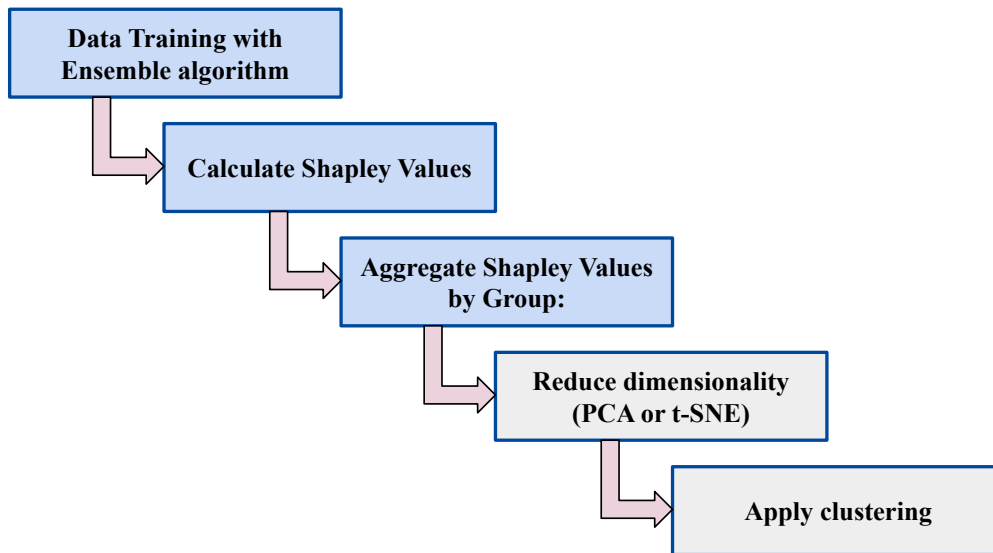 Data Training with
Ensemble algorithm
Calculate Shapley Values
Aggregate Shapley Values
by Group:
Reduce dimensionality
(PCA or t-SNE)
Apply clustering